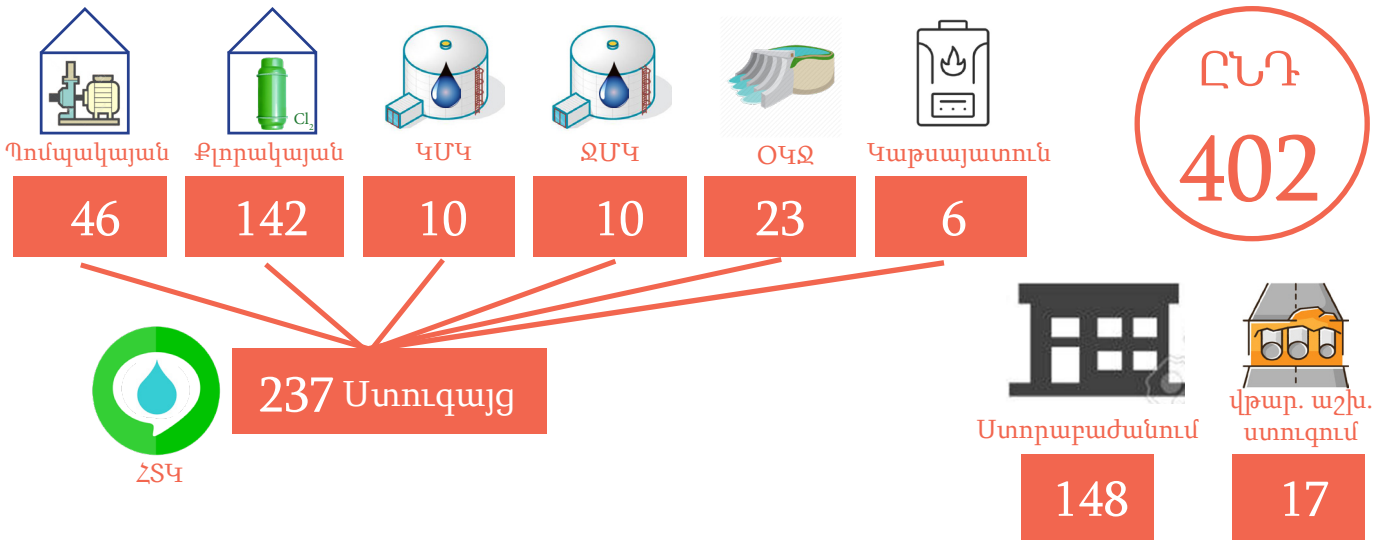 Cl2
Պոմպակայան
46
Քլորակայան
142
ԿՄԿ
10
ՋՄԿ
10
ՕԿՋ
23
Կաթսայատուն
6
ԸՆԴ
402
237 Ստուգայց
ՀՏԿ
Ստորաբաժանում
148
վթար. աշխ.
ստուգում
17